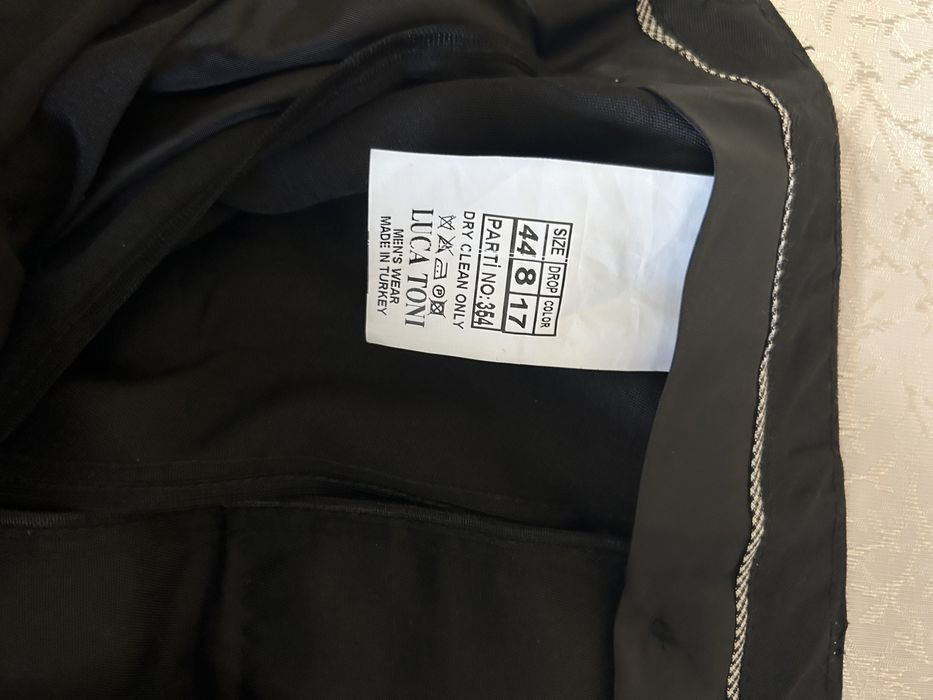 SIZE DROP COLOR
44 8 17
PARTİ NO: 354
DRY CLEAN ONLY
P
LUCA TONI
MEN'S WEAR
MADE IN TURKEY